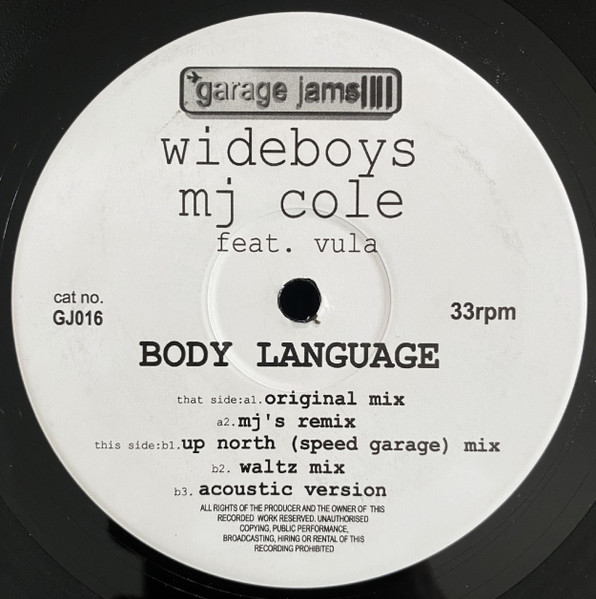 garage jams
wideboys
mj cole
feat. vula
cat no.
GJ016
33rpm
BODY LANGUAGE
that side:a1.original mix
a2.mj's remix
this side:b1.up north (speed garage) mix
b2. waltz mix
b3. acoustic version
ALL RIGHTS OF THE PRODUCER AND THE OWNER OF THIS
RECORDED WORK RESERVED. UNAUTHORISED
COPYING, PUBLIC PERFORMANCE,
BROADCASTING, HIRING OR RENTAL OF THIS
RECORDING PROHIBITED